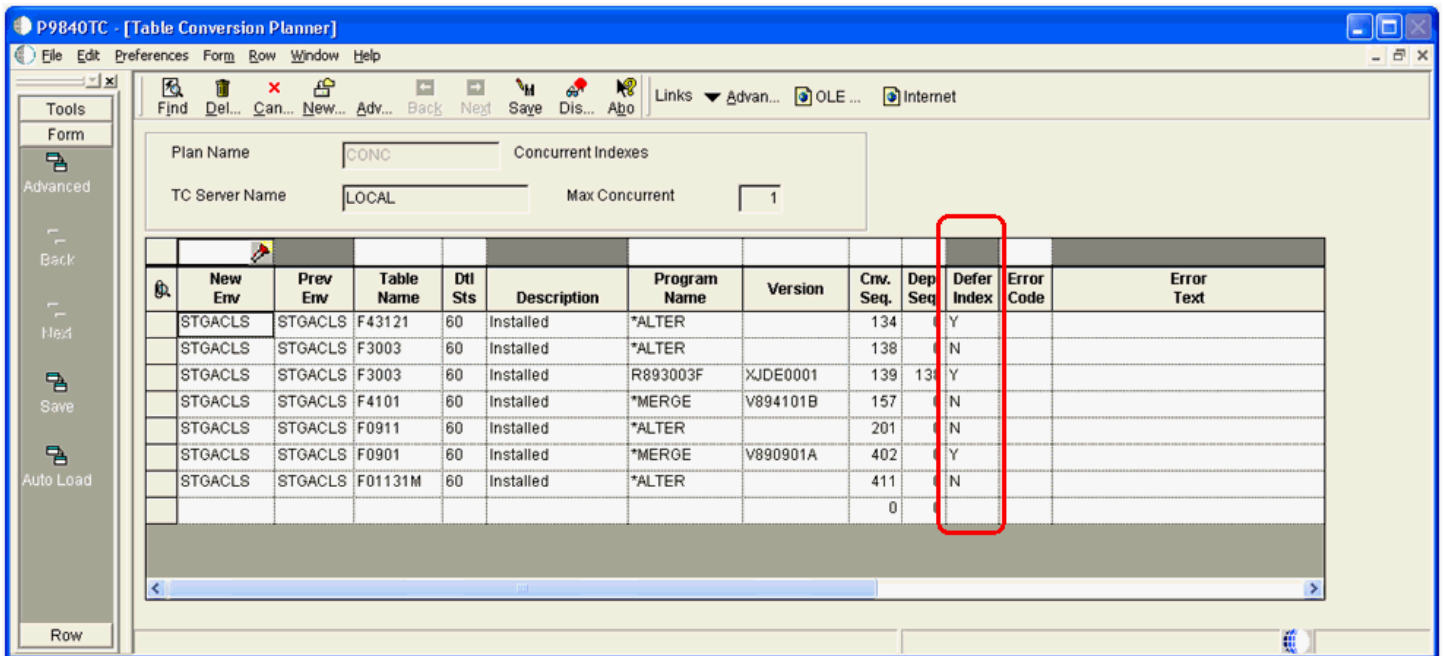 P9840TC - [Table Conversion Planner]
File Edit Preferences Form Row Window Help
Find Del... Can... New... Adv... Back Next Save Dis... Abo Links Advan... OLE ... Internet
Tools
Form
Advanced
Back
Next
Save
Auto Load
Row
Plan Name CONC Concurrent Indexes
TC Server Name LOCAL Max Concurrent 1
New Env Prev Env Table Name Dtl Sts Description Program Name Version Cnv. Seq. Dep Seq Defer Index Error Code Error Text
STGACLS STGACLS F43121 60 Installed *ALTER 134 Y
STGACLS STGACLS F3003 60 Installed *ALTER 138 N
STGACLS STGACLS F3003 60 Installed R893003F XJDE0001 139 138 Y
STGACLS STGACLS F4101 60 Installed *MERGE V894101B 157 N
STGACLS STGACLS F0911 60 Installed *ALTER 201 N
STGACLS STGACLS F0901 60 Installed *MERGE V890901A 402 Y
STGACLS STGACLS F01131M 60 Installed *ALTER 411 N
0